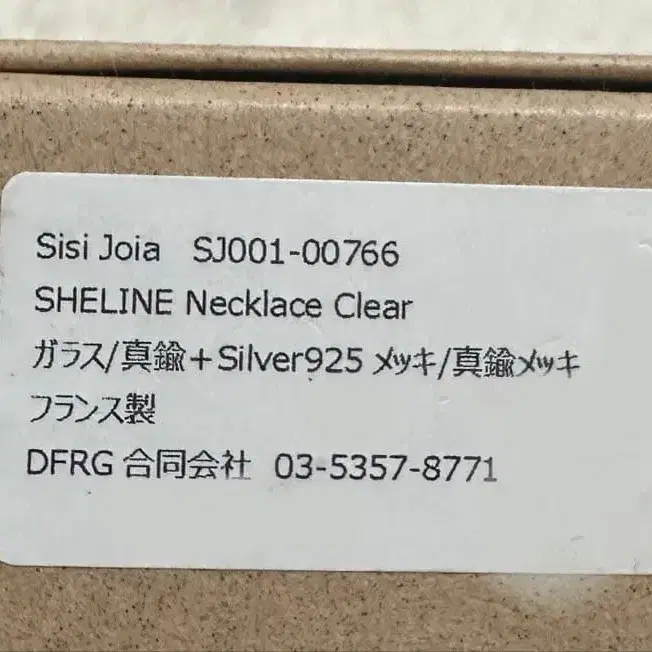 Sisi Joia SJ001-00766
SHELINE Necklace Clear
ガラス/真鍮+Silver925 メッキ/真鍮メッキ
フランス製
DFRG 合同会社 03-5357-8771